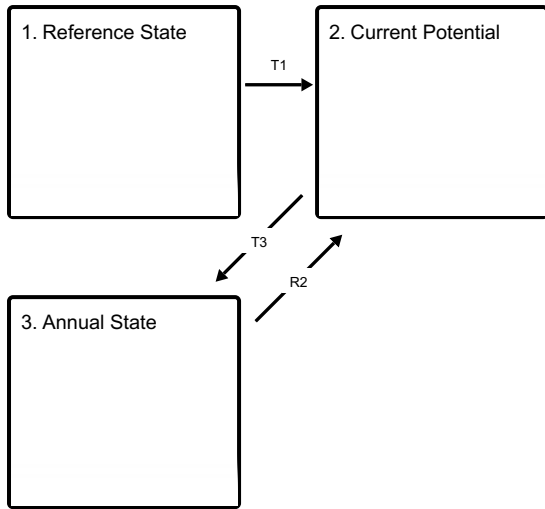 1. Reference State
2. Current Potential
T1
T3
R2
3. Annual State